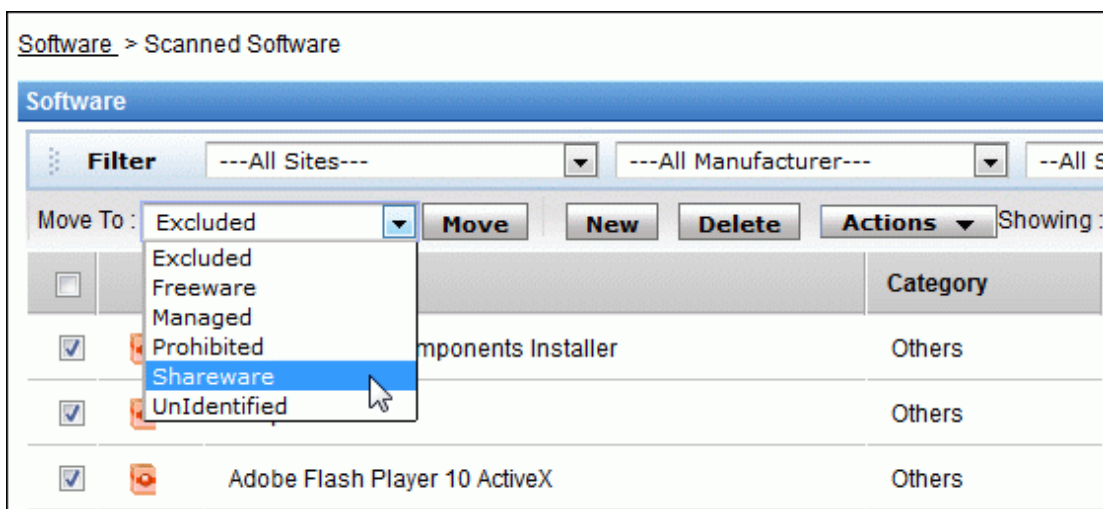 Software > Scanned Software
Software
Filter ---All Sites--- ---All Manufacturer--- --All S
Move To : Excluded Move New Delete Actions Showing :
Excluded
Freeware
Managed
Category
Prohibited
mponents Installer Others
Shareware
UnIdentified
Others
Adobe Flash Player 10 ActiveX Others